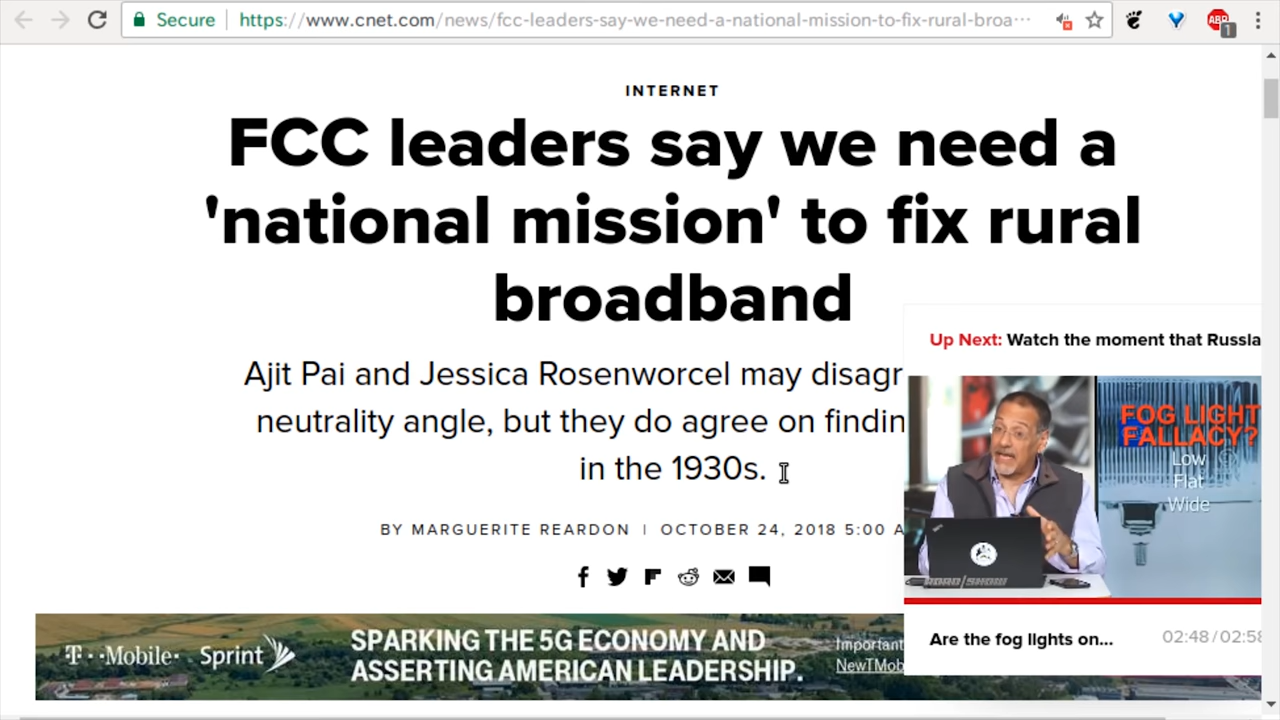 Secure
https://www.cnet.com/news/fcc-leaders-say-we-need-a-national-mission-to-fix-rural-broa···
ABP
1
INTERNET
FCC leaders say we need a
'national mission' to fix rural
broadband
Ajit Pai and Jessica Rosenworcel may disagr
neutrality angle, but they do agree on findin
in the 1930s.
BY MARGUERITE REARDON | OCTOBER 24, 2018 5:00 A
Up Next: Watch the moment that Russia
FOG LIGHT
FALLACY?
Low
Flat
Wide
ROAD/SHOW
Are the fog lights on...
02:48/02:58
T··Mobile· Sprint
SPARKING THE 5G ECONOMY AND
ASSERTING AMERICAN LEADERSHIP.
Important
NewTMob